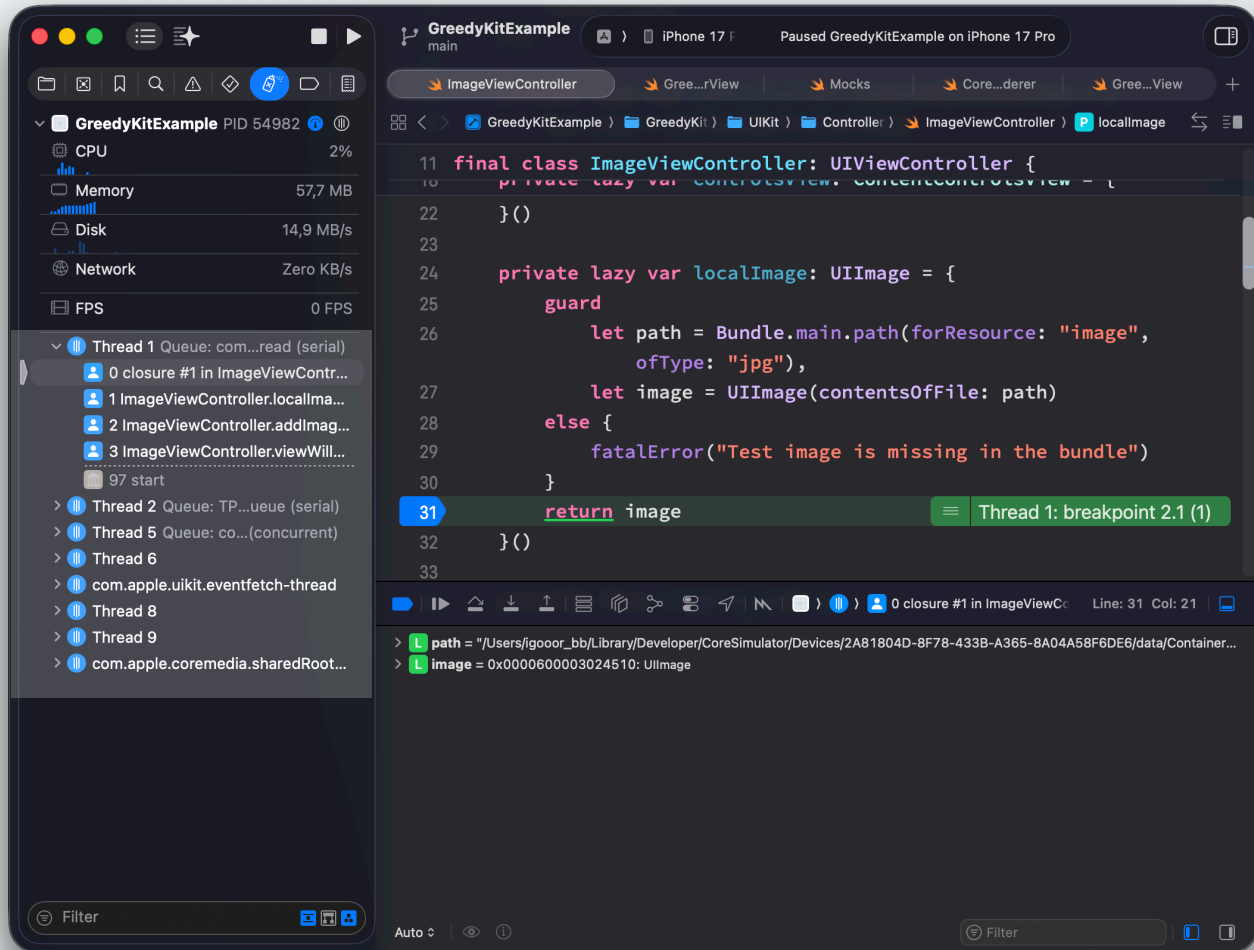 GreedyKitExample
main
iPhone 17
Paused GreedyKitExample on iPhone 17 Pro
ImageViewController
Gree...rView
Mocks
Core...derer
Gree...View
GreedyKitExample PID 54982
CPU 2%
Memory 57,7 MB
Disk 14,9 MB/s
Network Zero KB/s
FPS 0 FPS
Thread 1 Queue: com...read (serial)
0 closure #1 in ImageViewContr...
1 ImageViewController.localIma...
2 ImageViewController.addImag...
3 ImageViewController.viewWill...
97 start
Thread 2 Queue: TP...ueue (serial)
Thread 5 Queue: co...(concurrent)
Thread 6
com.apple.uikit.eventfetch-thread
Thread 8
Thread 9
com.apple.coremedia.sharedRoot...
Filter
GreedyKitExample GreedyKit UIKit Controller ImageViewController P localImage
11 final class ImageViewController: UIViewController {
private lazy var controlsView: ContentControlsView = {
22 }()
23
24 private lazy var localImage: UIImage = {
25 guard
26 let path = Bundle.main.path(forResource: "image",
ofType: "jpg"),
27 let image = UIImage(contentsOfFile: path)
28 else {
29 fatalError("Test image is missing in the bundle")
30 }
31 return image Thread 1: breakpoint 2.1 (1)
32 }()
33
0 closure #1 in ImageViewCo Line: 31 Col: 21
L path = "/Users/igooor_bb/Library/Developer/CoreSimulator/Devices/2A81804D-8F78-433B-A365-8A04A58F6DE6/data/Container...
L image = 0x0000600003024510: UIImage
Auto
Filter